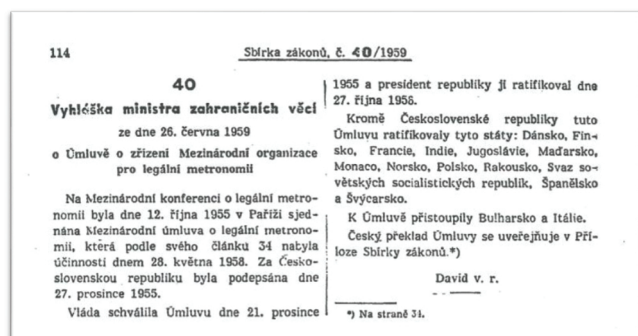 114
Sbírka zákonů, č. 40/1959
40
Vyhláška ministra zahraničních věcí
ze dne 26. června 1959
o Úmluvě o zřízení Mezinárodní organizace
pro legální metronomii
Na Mezinárodní konferenci o legální metro-
nomii byla dne 12. října 1955 v Paříži sjed-
nána Mezinárodní úmluva o legální metrono-
mii, která podle svého článku 34 nabyla
účinnosti dnem 28. května 1958. Za Česko-
slovenskou republiku byla podepsána dne
27. prosince 1955.
Vláda schválila Úmluvu dne 21. prosince
1955 a president republiky ji ratifikoval dne
27. října 1956.
Kromě Československé republiky tuto
Úmluvu ratifikovaly tyto státy: Dánsko, Fin-
sko, Francie, Indie, Jugoslávie, Maďarsko,
Monaco, Norsko, Polsko, Rakousko, Svaz so-
větských socialistických republik, Španělsko
a Švýcarsko.
K Úmluvě přistoupily Bulharsko a Itálie.
Český překlad Úmluvy se uveřejňuje v Pří-
loze Sbírky zákonů.*)
David v. r.
*) Na straně 31.